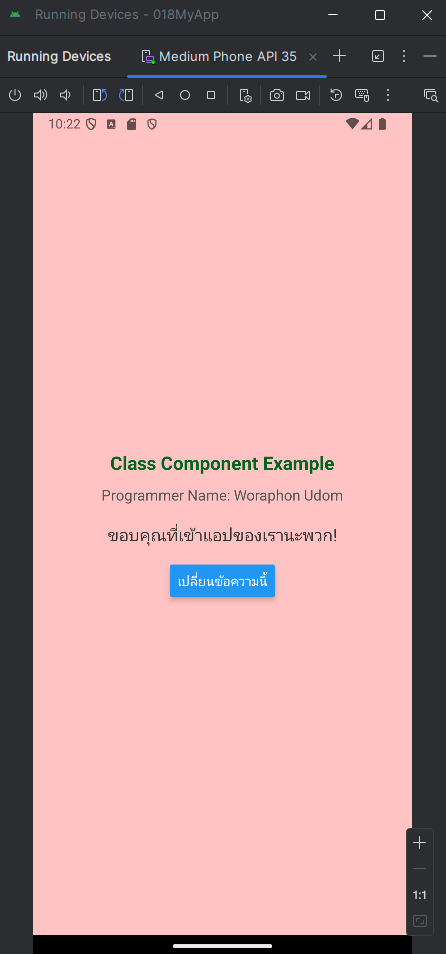 Running Devices - 018MyApp
Running Devices
Medium Phone API 35
10:22
Class Component Example
Programmer Name: Woraphon Udom
ขอบคุณที่เข้าแอปของเรานะพวก!
เปลี่ยนข้อความนี้
1:1